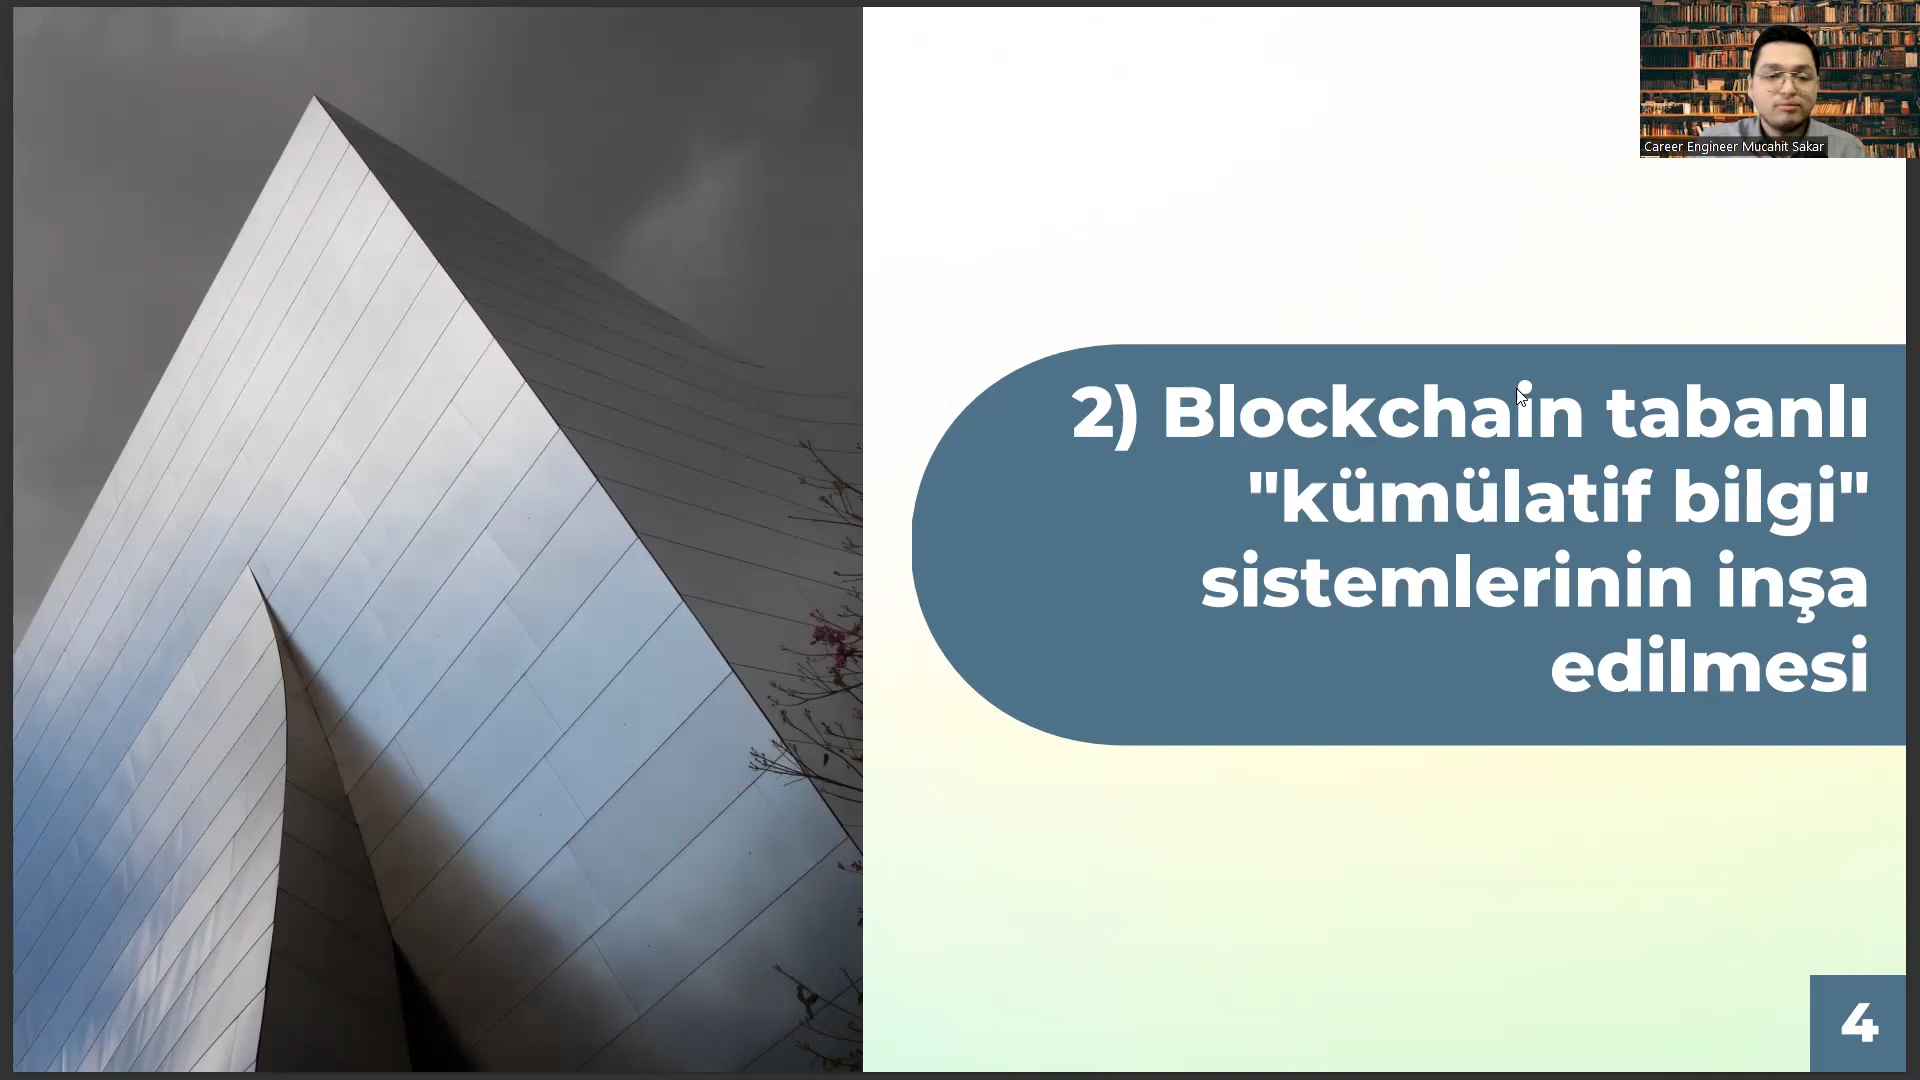 Career Engineer Mucahit Sakar
2) Blockchain tabanlı
"kümülatif bilgi"
sistemlerinin inşa
edilmesi
4